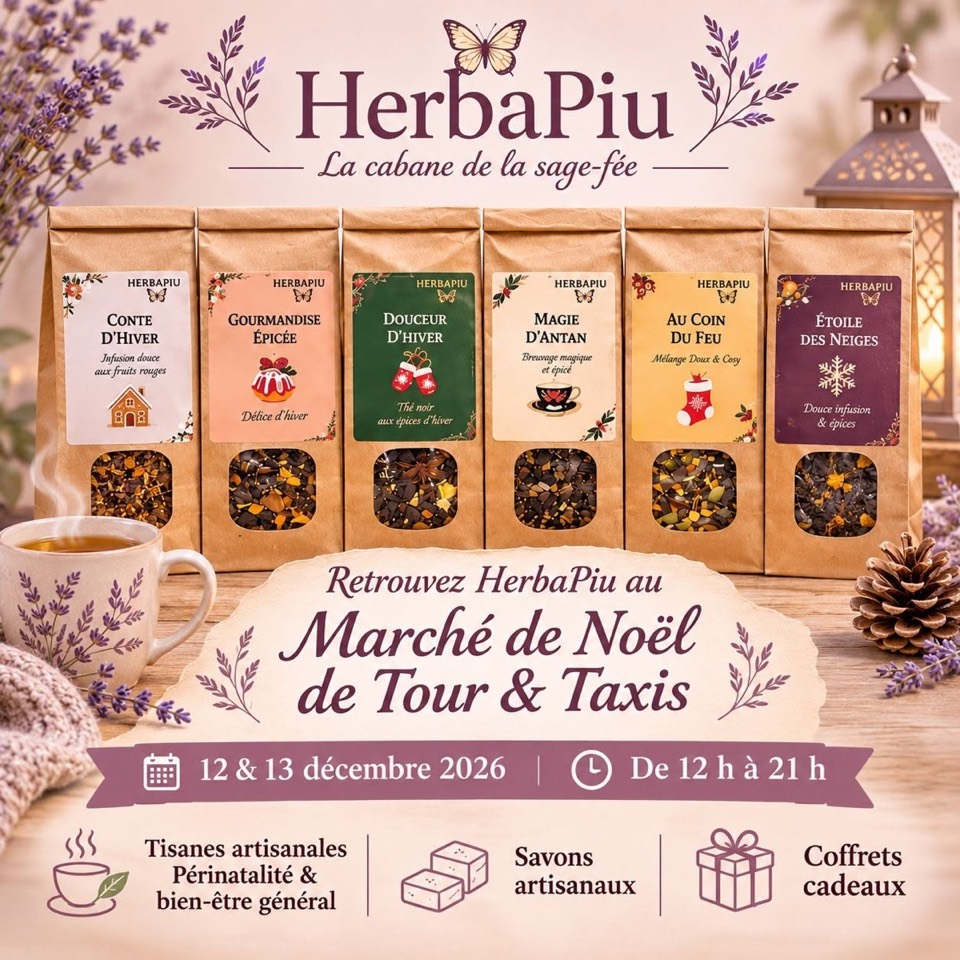 HerbaPiu
La cabane de la sage-fée
HERBAPIU
CONTE
D'HIVER
Infusion douce
aux fruits rouges
HERBAPIU
GOURMANDISE
ÉPICÉE
Délice d'hiver
HERBAPIU
DOUCEUR
D'HIVER
Thé noir
aux épices d'hiver
HERBAPIU
MAGIE
D'ANTAN
Breuvage magique
et épicé
HERBAPIU
AU COIN
DU FEU
Mélange Doux & Cosy
HERBAPIU
ÉTOILE
DES NEIGES
Douce infusion
& épices
Retrouvez HerbaPiu au
Marché de Noël
de Tour & Taxis
12 & 13 décembre 2026
De 12 h à 21 h
Tisanes artisanales
Périnatalité &
bien-être général
Savons
artisanaux
Coffrets
cadeaux